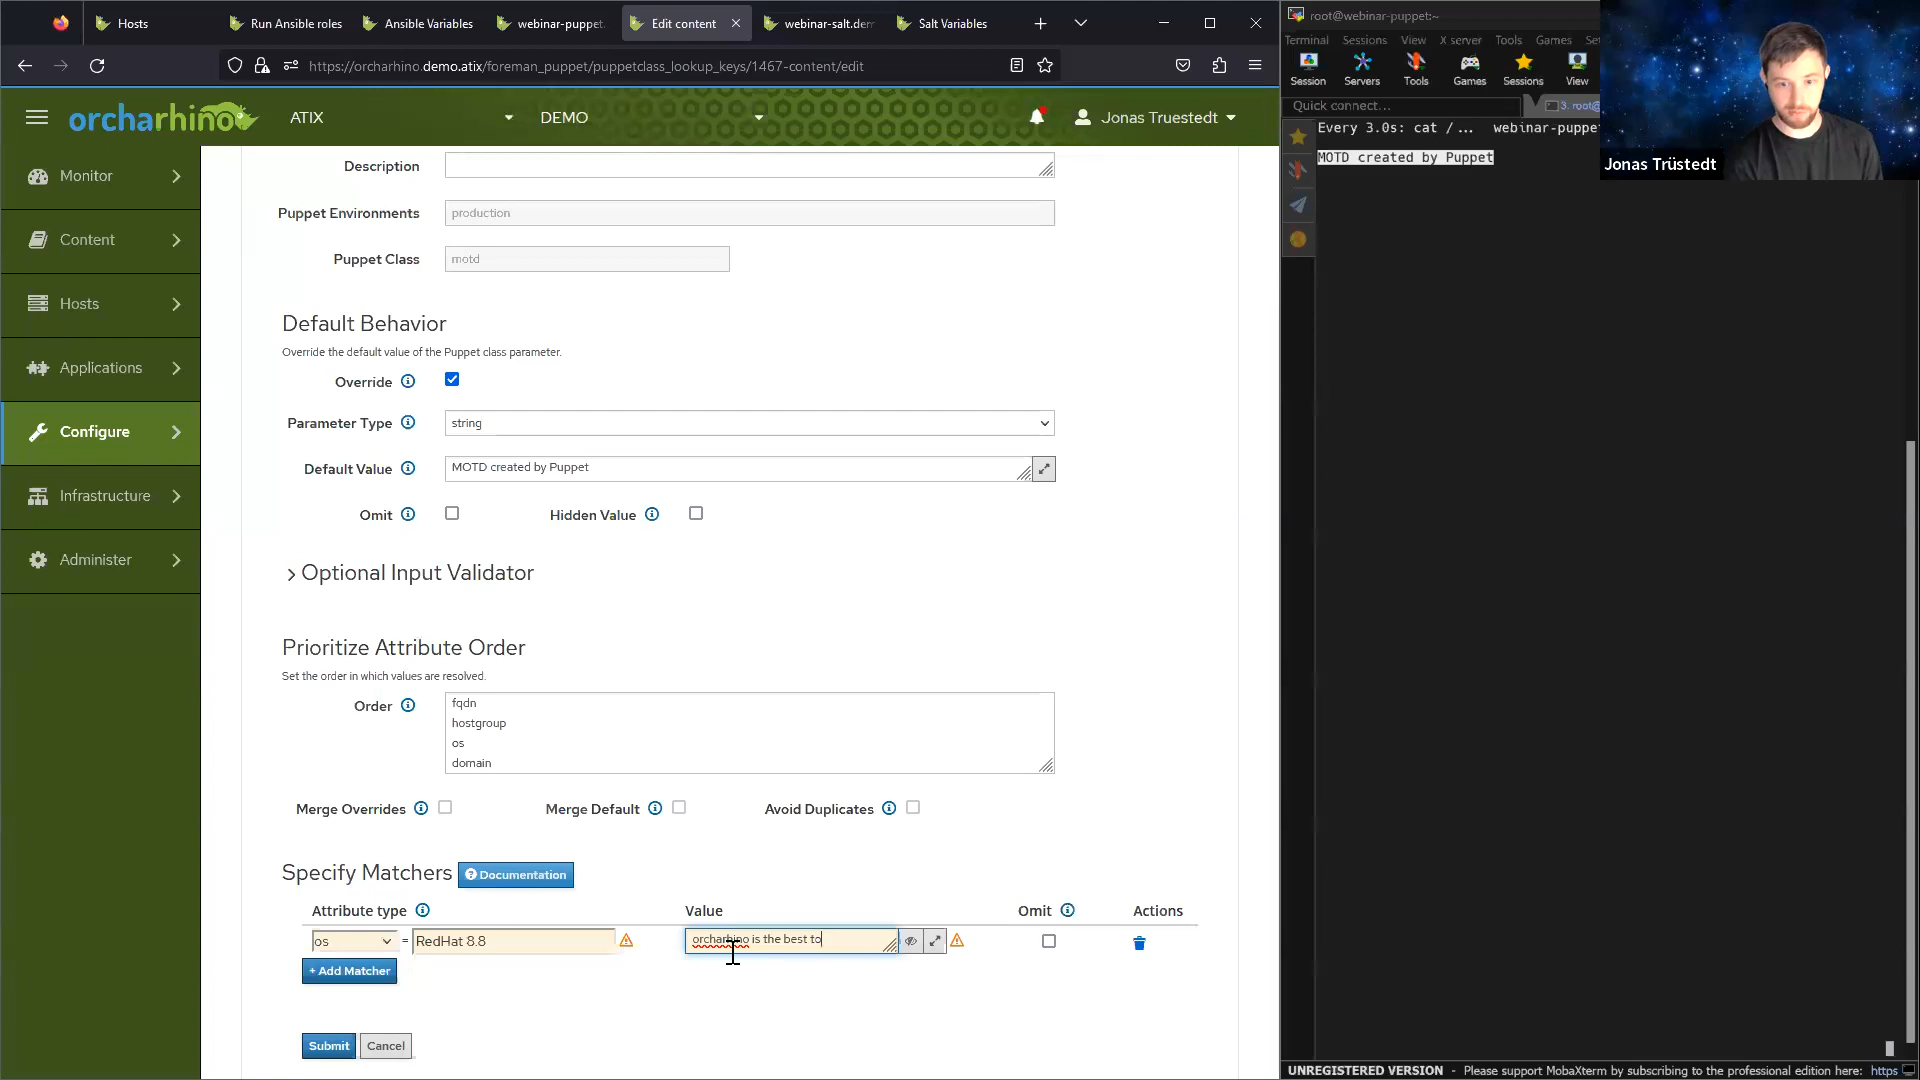 Hosts
Run Ansible roles
Ansible Variables
webinar-puppet.
Edit content
webinar-salt.dem
Salt Variables
https://orcharhino.demo.atix/foreman_puppet/puppetclass_lookup_keys/1467-content/edit
orcharhino
ATIX
DEMO
Jonas Truestedt
Monitor
Content
Hosts
Applications
Configure
Infrastructure
Administer
Description
Puppet Environments
production
Puppet Class
motd
Default Behavior
Override the default value of the Puppet class parameter.
Override
Parameter Type
string
Default Value
MOTD created by Puppet
Omit
Hidden Value
Optional Input Validator
Prioritize Attribute Order
Set the order in which values are resolved.
Order
fqdn
hostgroup
os
domain
Merge Overrides
Merge Default
Avoid Duplicates
Specify Matchers
Documentation
Attribute type
Value
Omit
Actions
os
=
RedHat 8.8
orcharhino is the best to
+ Add Matcher
Submit
Cancel
root@webinar-puppet:~
Terminal Sessions View X server Tools Games Se
Session Servers Tools Games Sessions View
Quick connect...
3. root@
Every 3.0s: cat /... webinar-puppe
MOTD created by Puppet
Jonas Trüstedt
UNREGISTERED VERSION - Please support MobaXterm by subscribing to the professional edition here: https